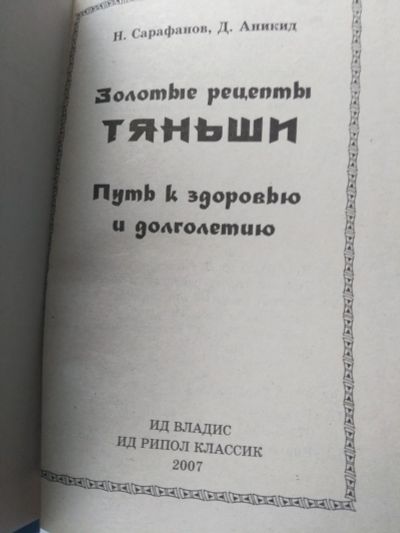 Н. Сарафанов, Д. Аникид
Золотые рецепты
ТЯНЬШИ
Путь к здоровью
и долголетию
ИД ВЛАДИС
ИД РИПОЛ КЛАССИК
2007